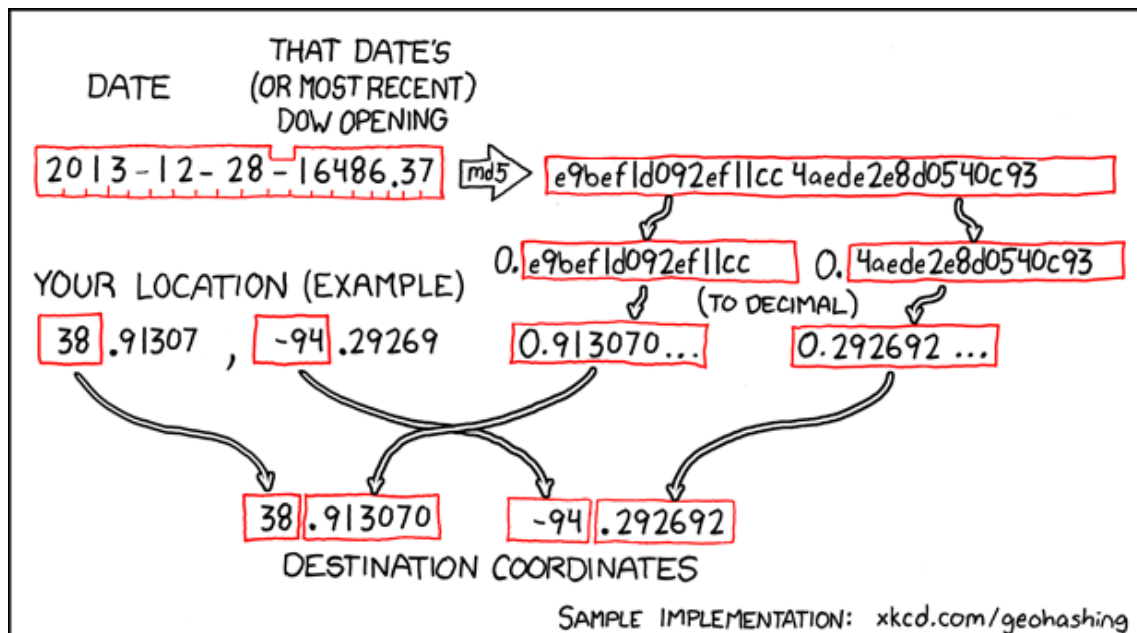 DATE
THAT DATE'S
(OR MOST RECENT)
DOW OPENING
2013-12-28-16486.37
md5
e9bef1d092ef11cc4aede2e8d0540c93
0.e9bef1d092ef11cc
0.4aede2e8d0540c93
(TO DECIMAL)
0.913070...
0.292692...
YOUR LOCATION (EXAMPLE)
38.91307, -94.29269
38.913070
-94.292692
DESTINATION COORDINATES
SAMPLE IMPLEMENTATION: xkcd.com/geohashing